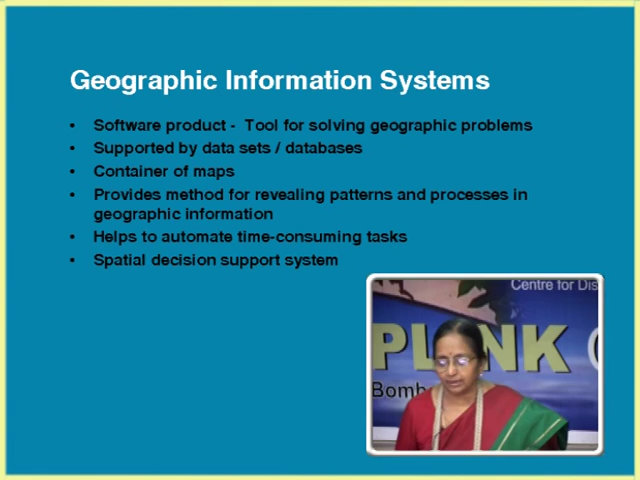 Geographic Information Systems
• Software product - Tool for solving geographic problems
• Supported by data sets / databases
• Container of maps
• Provides method for revealing patterns and processes in
geographic information
• Helps to automate time-consuming tasks
• Spatial decision support system
Centre for Dis
Bomb